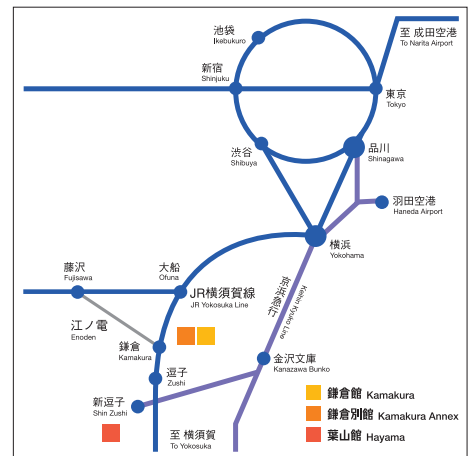 池袋
Ikebukuro
至 成田空港
To Narita Airport
新宿
Shinjuku
東京
Tokyo
渋谷
Shibuya
品川
Shinagawa
羽田空港
Haneda Airport
横浜
Yokohama
藤沢
Fujisawa
大船
Ofuna
JR横須賀線
JR Yokosuka Line
京浜急行
Keihin Kyuko Line
江ノ電
Enoden
鎌倉
Kamakura
金沢文庫
Kanazawa Bunko
逗子
Zushi
新逗子
Shin Zushi
至 横須賀
To Yokosuka
鎌倉館 Kamakura
鎌倉別館 Kamakura Annex
葉山館 Hayama